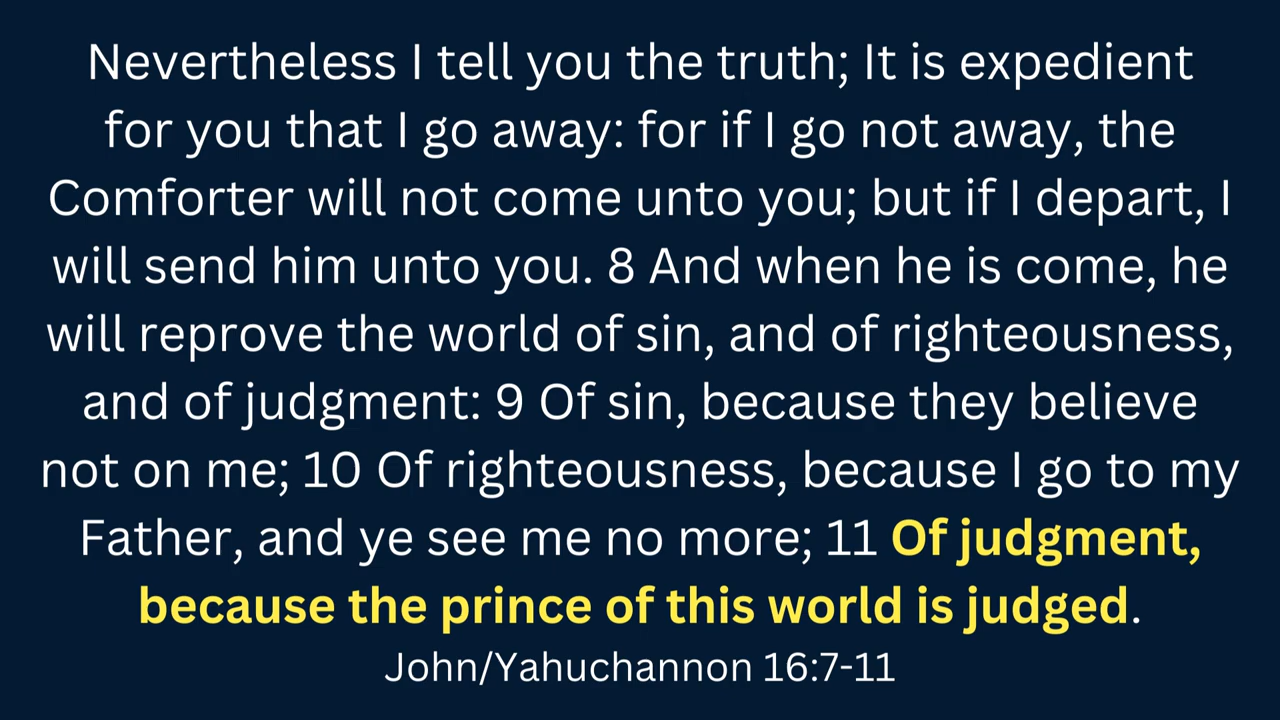 Nevertheless I tell you the truth; It is expedient
for you that I go away: for if I go not away, the
Comforter will not come unto you; but if I depart, I
will send him unto you. 8 And when he is come, he
will reprove the world of sin, and of righteousness,
and of judgment: 9 Of sin, because they believe
not on me; 10 Of righteousness, because I go to my
Father, and ye see me no more; 11 Of judgment,
because the prince of this world is judged.
John/Yahuchannon 16:7-11